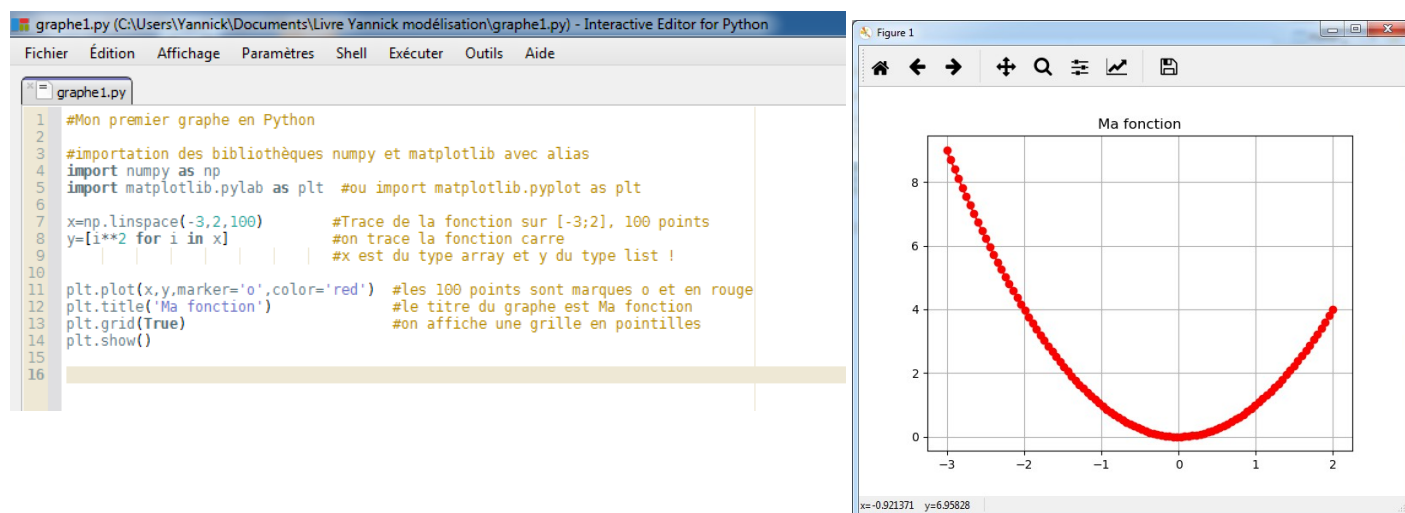 graphe1.py (C:\Users\Yannick\Documents\Livre Yannick modélisation\graphe1.py) - Interactive Editor for Python
Fichier Édition Affichage Paramètres Shell Exécuter Outils Aide
graphe1.py
1 #Mon premier graphe en Python
2
3 #importation des bibliothèques numpy et matplotlib avec alias
4 import numpy as np
5 import matplotlib.pylab as plt #ou import matplotlib.pyplot as plt
6
7 x=np.linspace(-3,2,100) #Trace de la fonction sur [-3;2], 100 points
8 y=[i**2 for i in x] #on trace la fonction carre
9 #x est du type array et y du type list !
10
11 plt.plot(x,y,marker='o',color='red') #les 100 points sont marques o et en rouge
12 plt.title('Ma fonction') #le titre du graphe est Ma fonction
13 plt.grid(True) #on affiche une grille en pointilles
14 plt.show()
15
16
Figure 1
Ma fonction
8
6
4
2
0
−3 −2 −1 0 1 2
x=-0.921371 y=6.95828